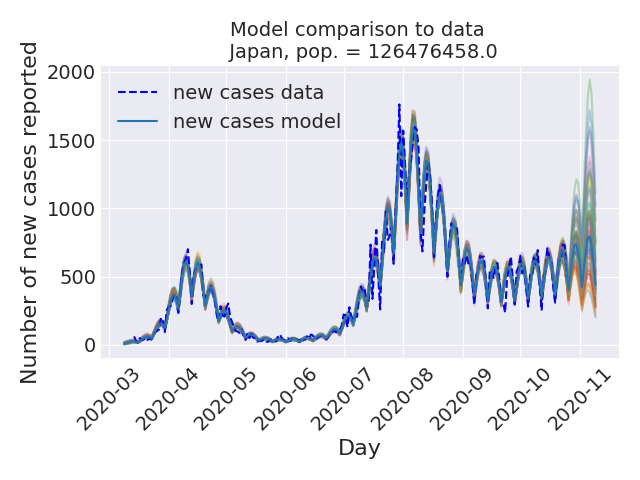 Model comparison to data
Japan, pop. = 126476458.0
Number of new cases reported
2000
1500
1000
500
0
new cases data
new cases model
2020-03
2020-04
2020-05
2020-06
2020-07
2020-08
2020-09
2020-10
2020-11
Day